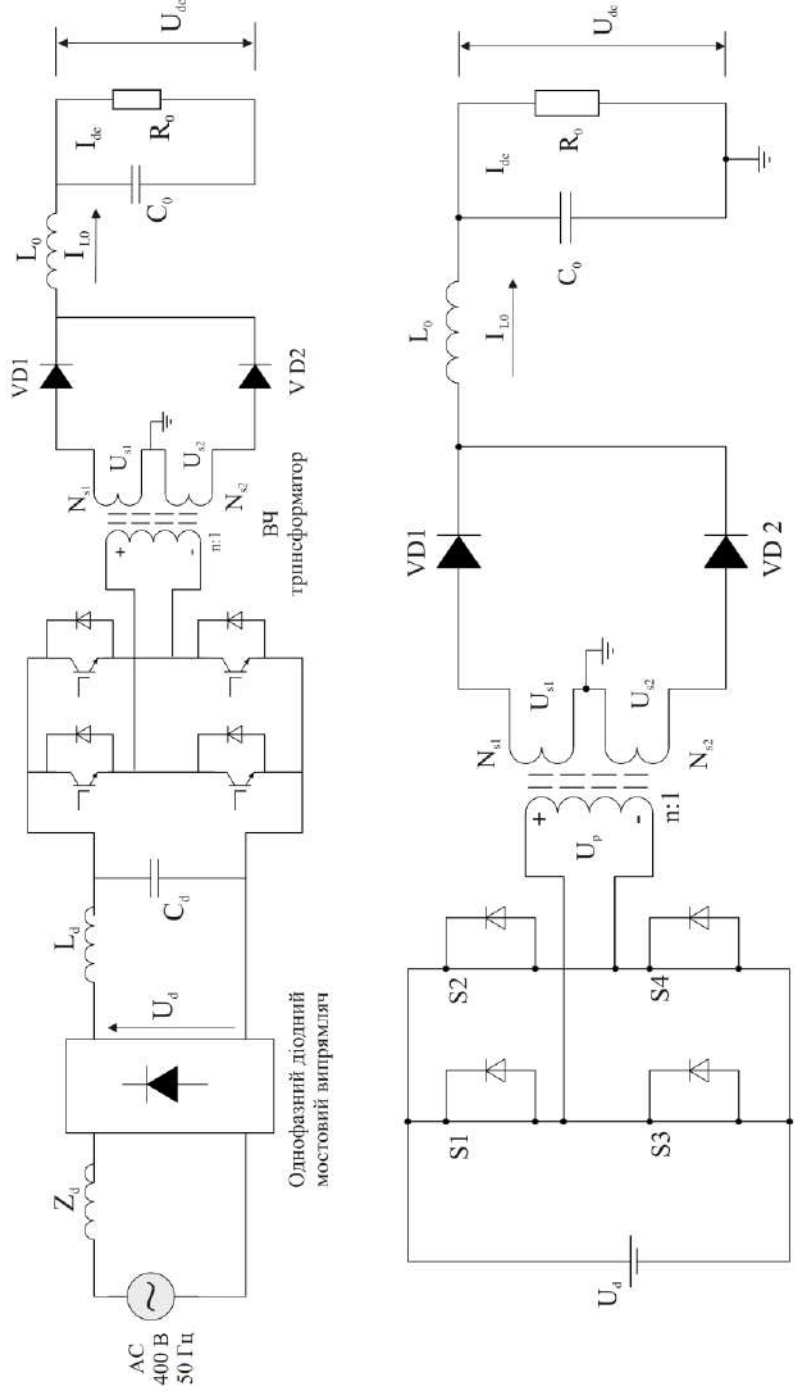 AC
400 В
50 Гц
Z_d
Однофазний діодний
мостовий випрямляч
U_d
L_d
C_d
+
-
n:1
ВЧ
трпнсформатор
N_s1
U_s1
U_s2
N_s2
VD1
V D2
L_0
I_L0
C_0
I_dc
R_0
U_dc
U_d
S1
S2
S3
S4
+
U_p
-
n:1
N_s1
U_s1
U_s2
N_s2
VD1
VD 2
L_0
I_L0
C_0
I_dc
R_0
U_dc